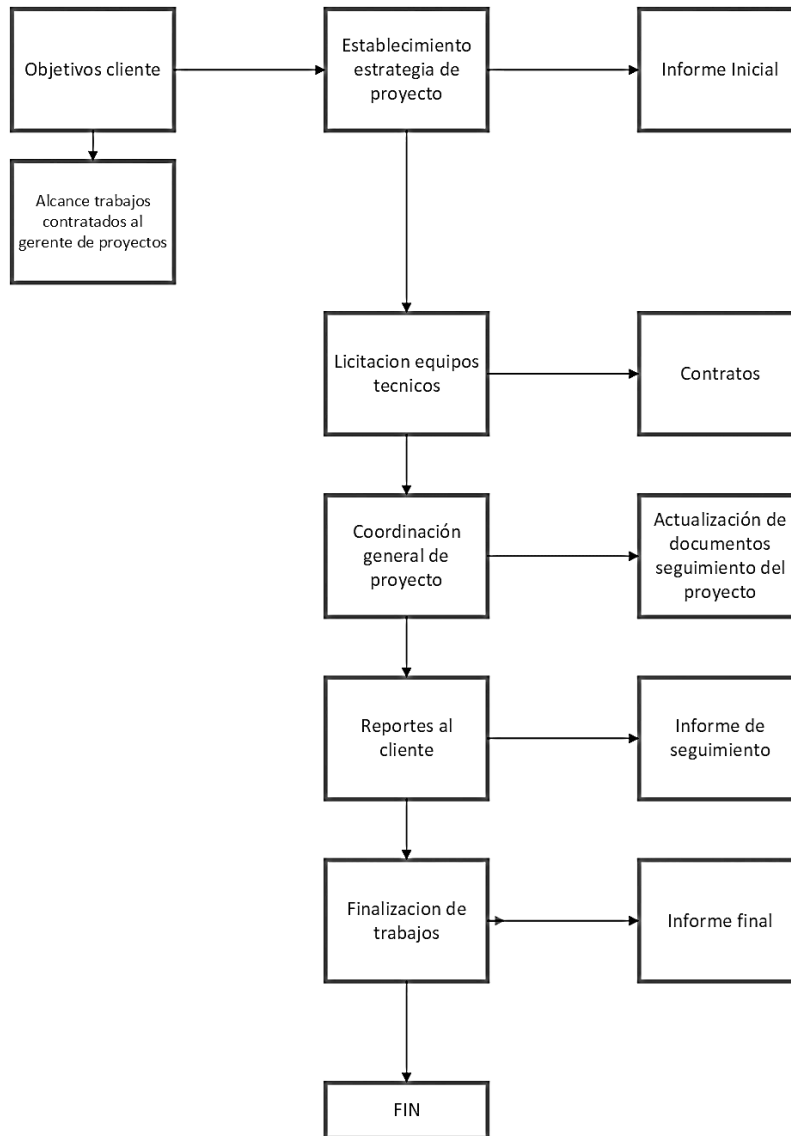 Objetivos cliente
Establecimiento
estrategia de
proyecto
Informe Inicial
Alcance trabajos
contratados al
gerente de proyectos
Licitacion equipos
tecnicos
Contratos
Coordinación
general de
proyecto
Actualización de
documentos
seguimiento del
proyecto
Reportes al
cliente
Informe de
seguimiento
Finalizacion de
trabajos
Informe final
FIN